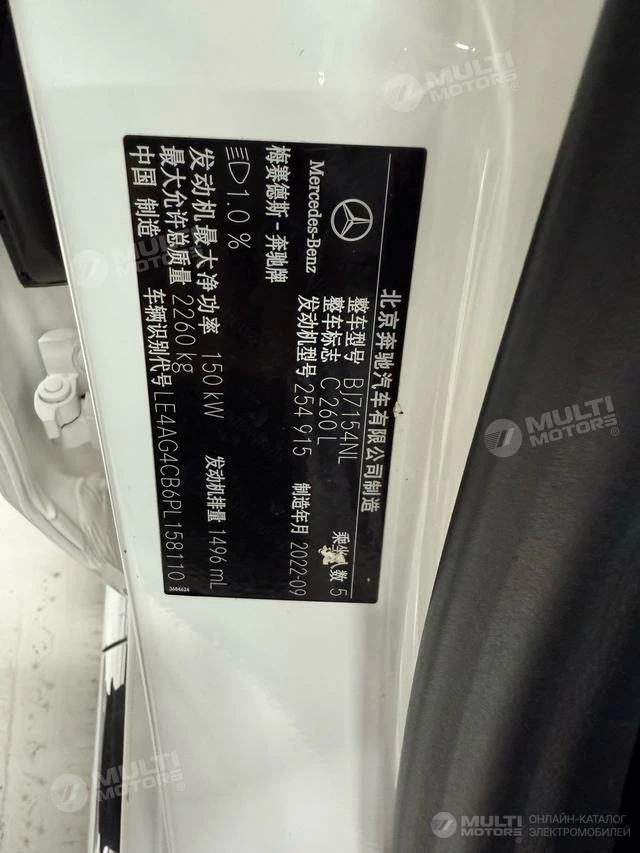 北京奔驰汽车有限公司制造
Mercedes-Benz
梅赛德斯-奔驰牌
整车型号 BJ7154NL
整车标志 C 260 L
发动机型号 254 915
乘坐人数 5
制造年月 2022-09
1.0 %
发动机最大净功率 150 kW
发动机排量 1496 mL
最大允许总质量 2260 kg
中国 制造
车辆识别代号 LE4AG4CB6PL158110
3684624
MULTI MOTORS®
MULTI MOTORS®
MULTI MOTORS®
MULTI MOTORS®
MULTI MOTORS®
ОНЛАЙН-КАТАЛОГ
ЭЛЕКТРОМОБИЛЕЙ